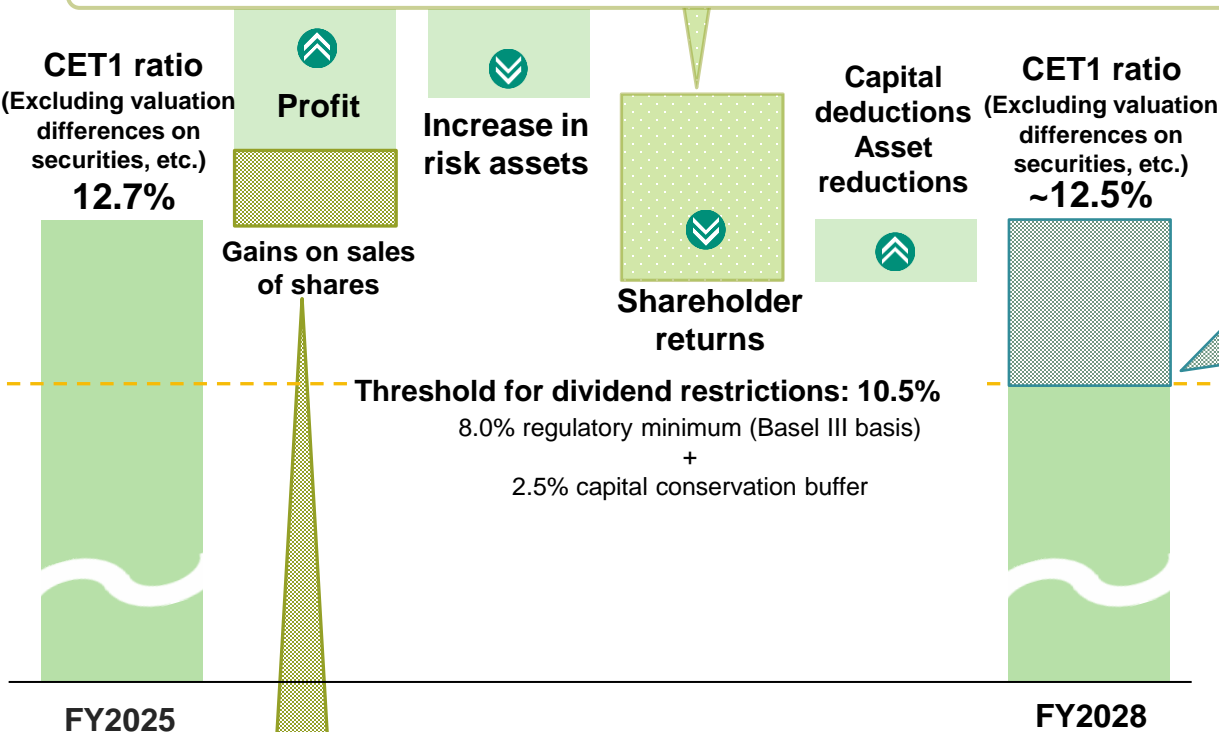 CET1 ratio
(Excluding valuation
differences on
securities, etc.)
12.7%
Profit
Gains on sales
of shares
Increase in
risk assets
Shareholder
returns
Capital
deductions
Asset
reductions
CET1 ratio
(Excluding valuation
differences on
securities, etc.)
~12.5%
Threshold for dividend restrictions: 10.5%
8.0% regulatory minimum (Basel III basis)
+
2.5% capital conservation buffer
FY2025
FY2028